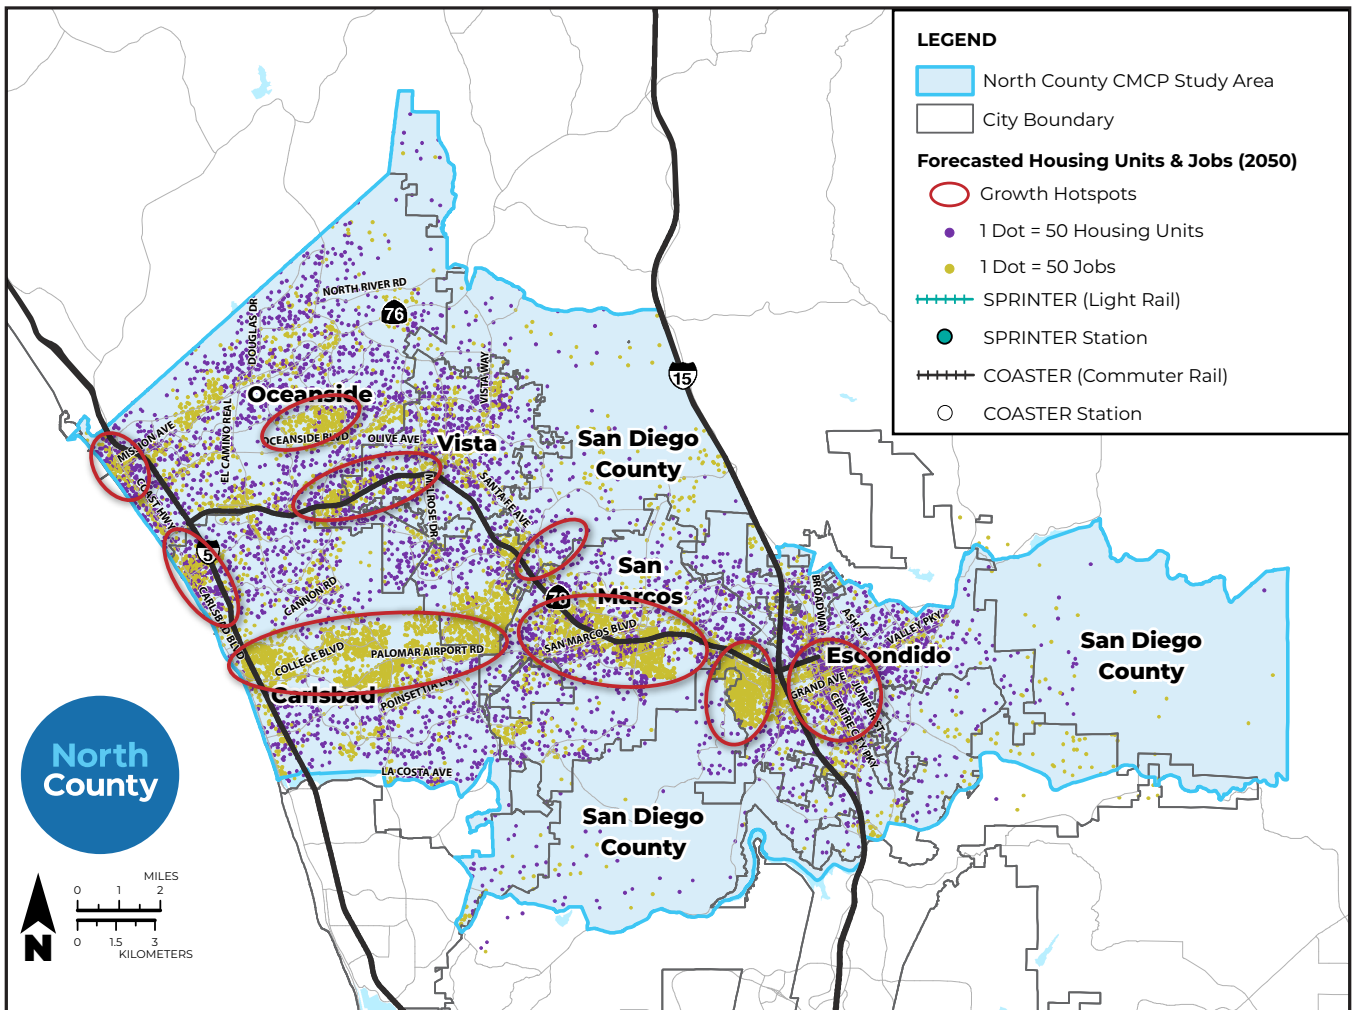 LEGEND
North County CMCP Study Area
City Boundary
Forecasted Housing Units & Jobs (2050)
Growth Hotspots
1 Dot = 50 Housing Units
1 Dot = 50 Jobs
SPRINTER (Light Rail)
SPRINTER Station
COASTER (Commuter Rail)
COASTER Station
NORTH RIVER RD
76
DOUGLAS DR
VISTA WAY
15
Oceanside
EL CAMINO REAL
OCEANSIDE BLVD
OLIVE AVE
Vista
MISSION AVE
San Diego
County
COAST HWY
MELROSE DR
SANTA FE AVE
5
San
Marcos
78
CANNON RD
CARLSBAD BLVD
BROADWAY
ASH ST
VALLEY PKWY
SAN MARCOS BLVD
COLLEGE BLVD
PALOMAR AIRPORT RD
Escondido
San Diego
County
GRAND AVE
JUNIPER ST
CENTRE CITY PKY
Carlsbad
POINSETTIA LN
LA COSTA AVE
North
County
San Diego
County
MILES
0 1 2
0 1.5 3
KILOMETERS
N